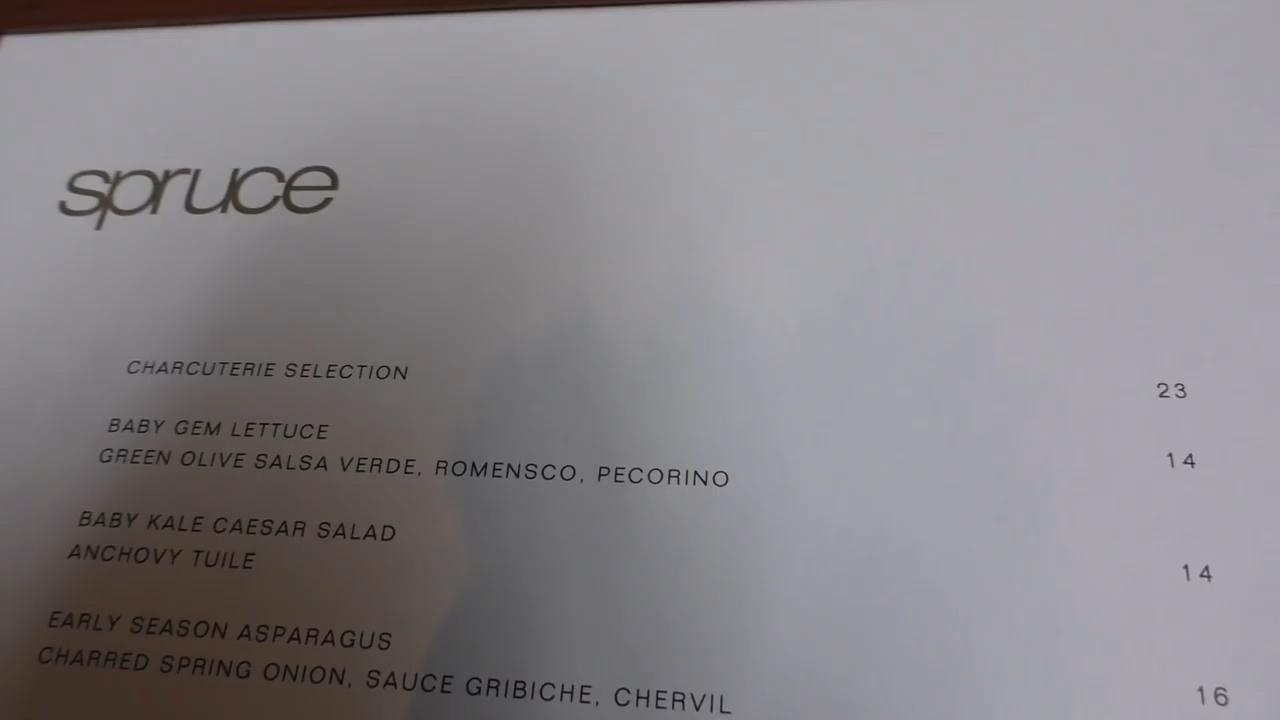 spruce
CHARCUTERIE SELECTION 23
BABY GEM LETTUCE
GREEN OLIVE SALSA VERDE, ROMENSCO, PECORINO 14
BABY KALE CAESAR SALAD
ANCHOVY TUILE 14
EARLY SEASON ASPARAGUS
CHARRED SPRING ONION, SAUCE GRIBICHE, CHERVIL 16